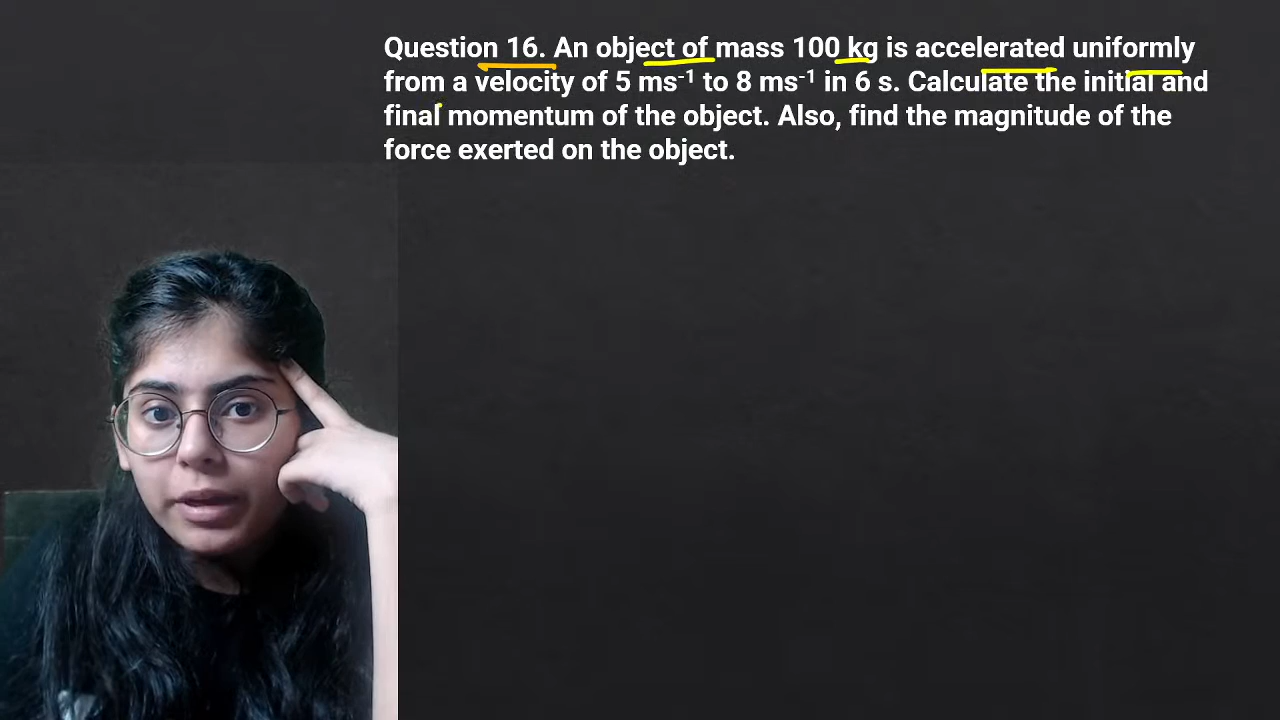 Question 16. An object of mass 100 kg is accelerated uniformly
from a velocity of 5 ms⁻¹ to 8 ms⁻¹ in 6 s. Calculate the initial and
final momentum of the object. Also, find the magnitude of the
force exerted on the object.